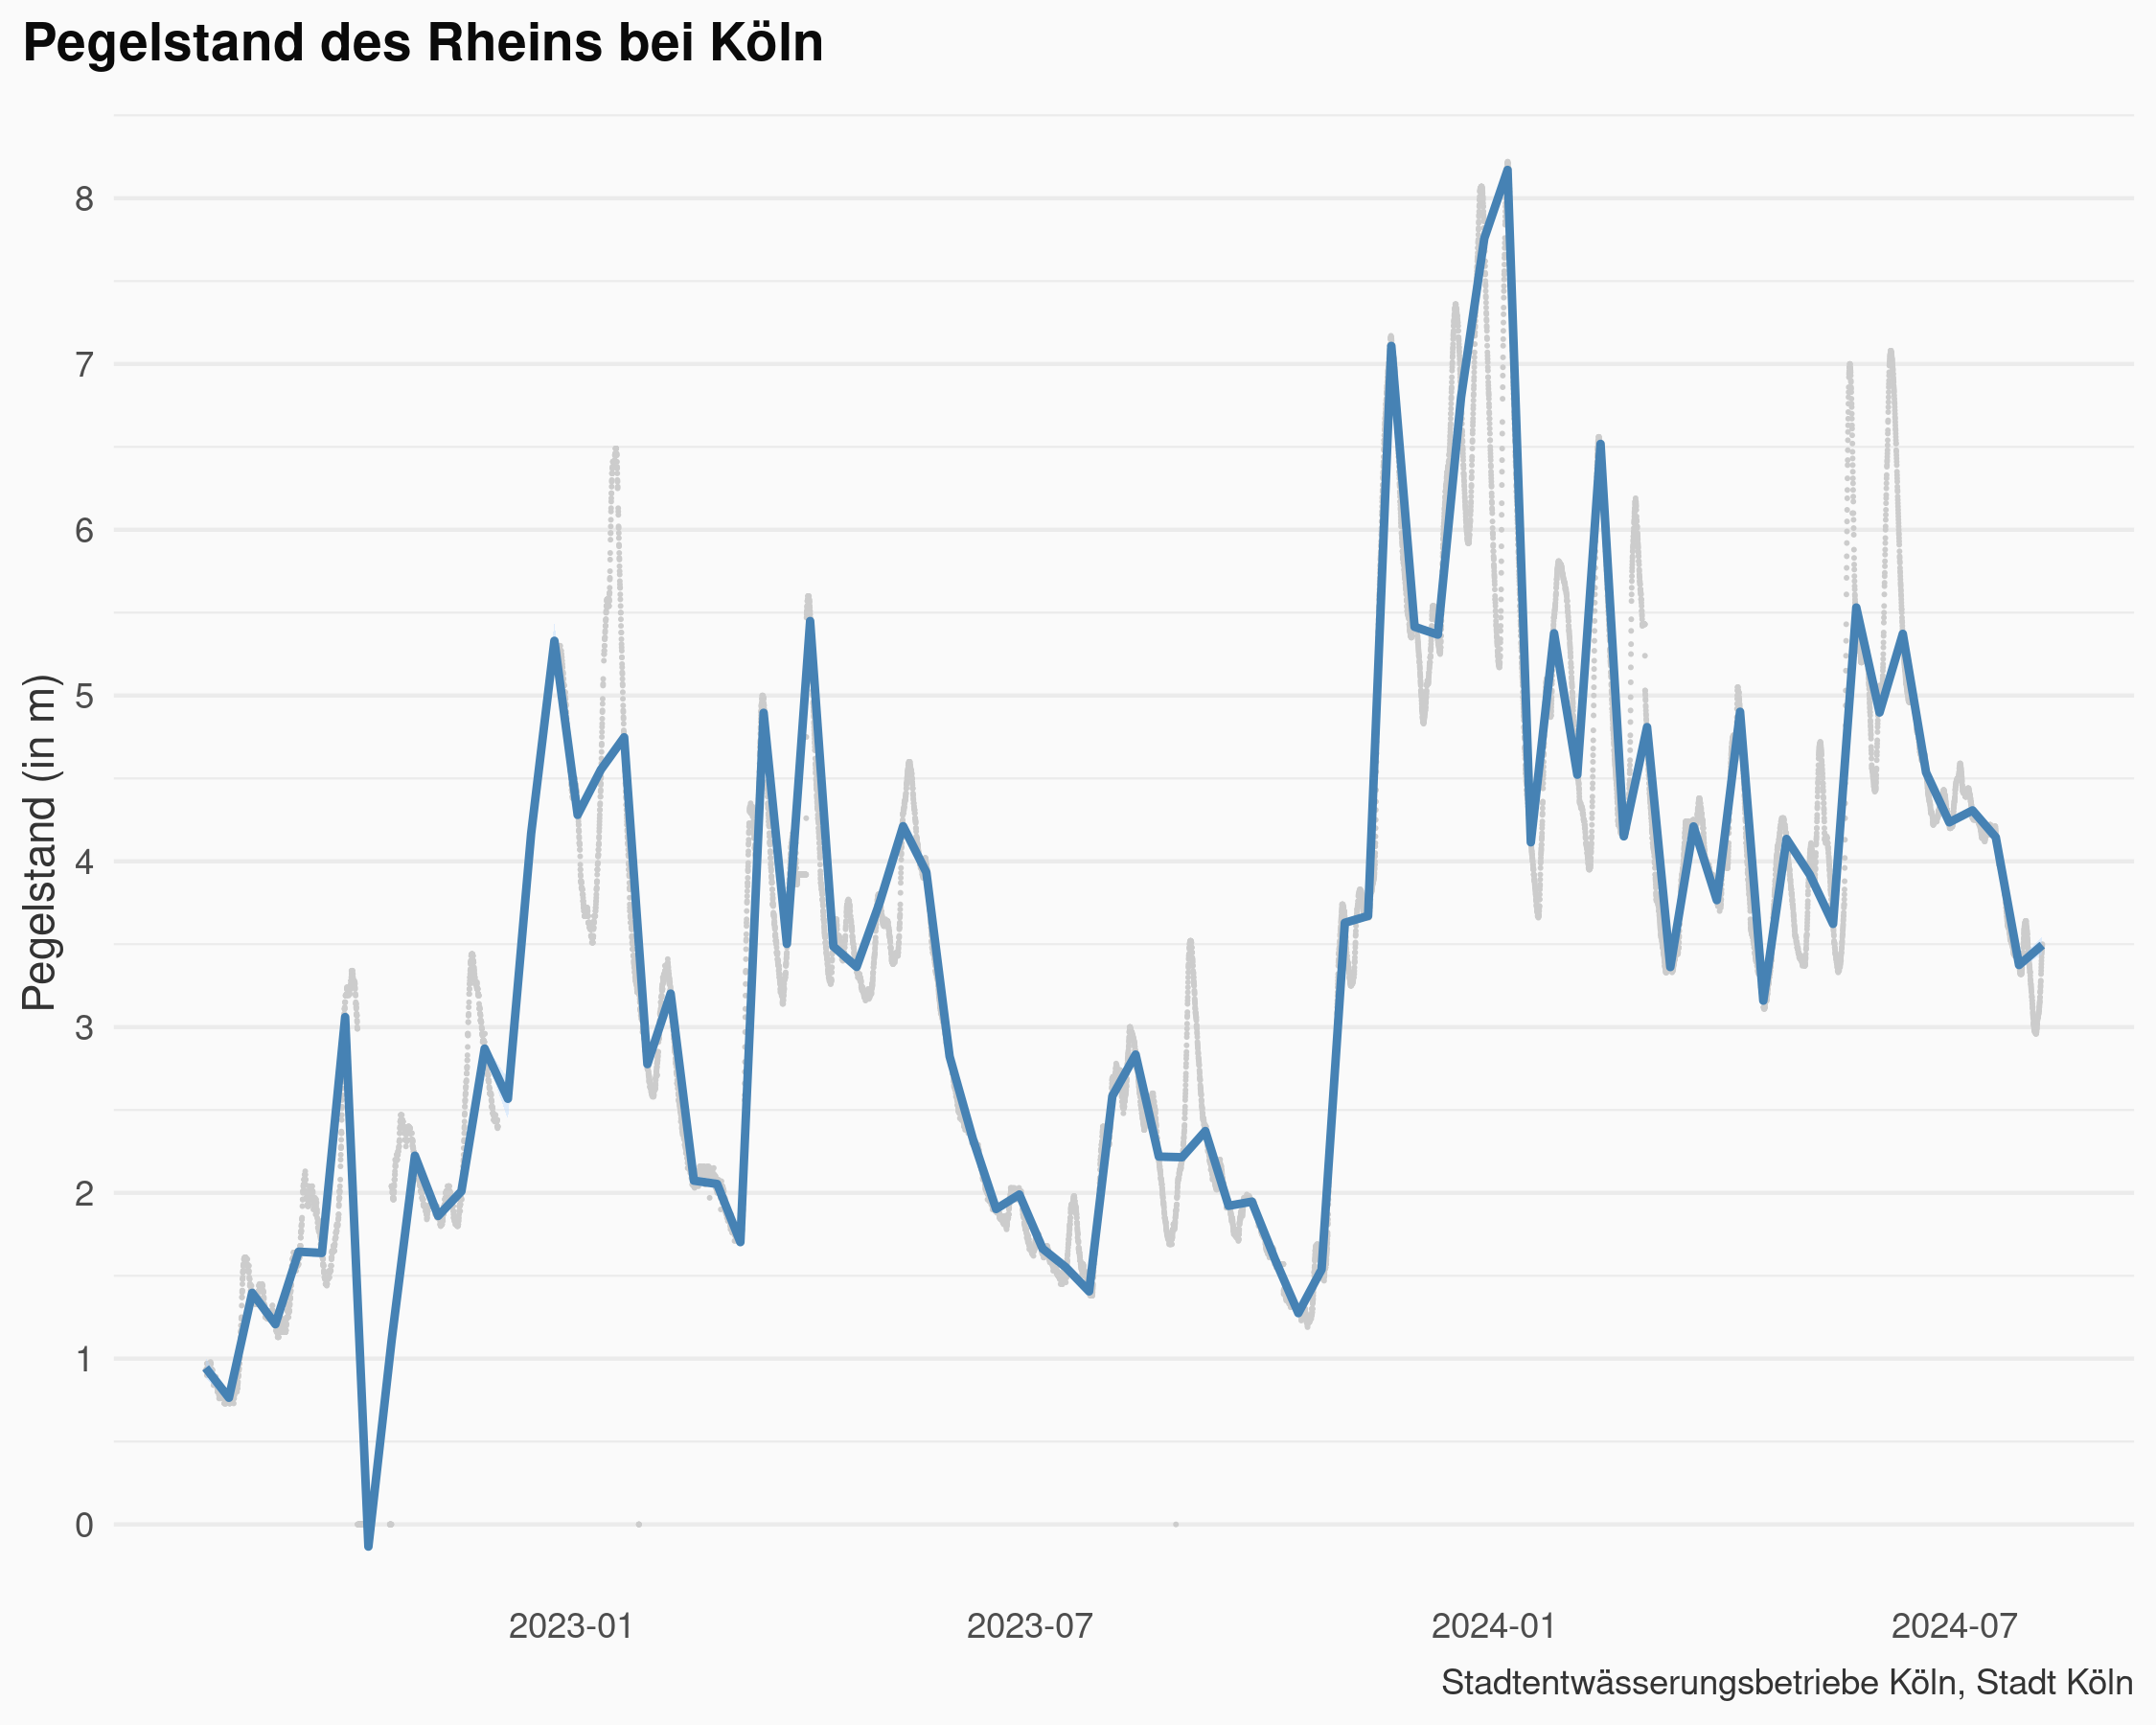 Pegelstand des Rheins bei Köln
Pegelstand (in m)
8
7
6
5
4
3
2
1
0
2023-01 2023-07 2024-01 2024-07
Stadtentwässerungsbetriebe Köln, Stadt Köln